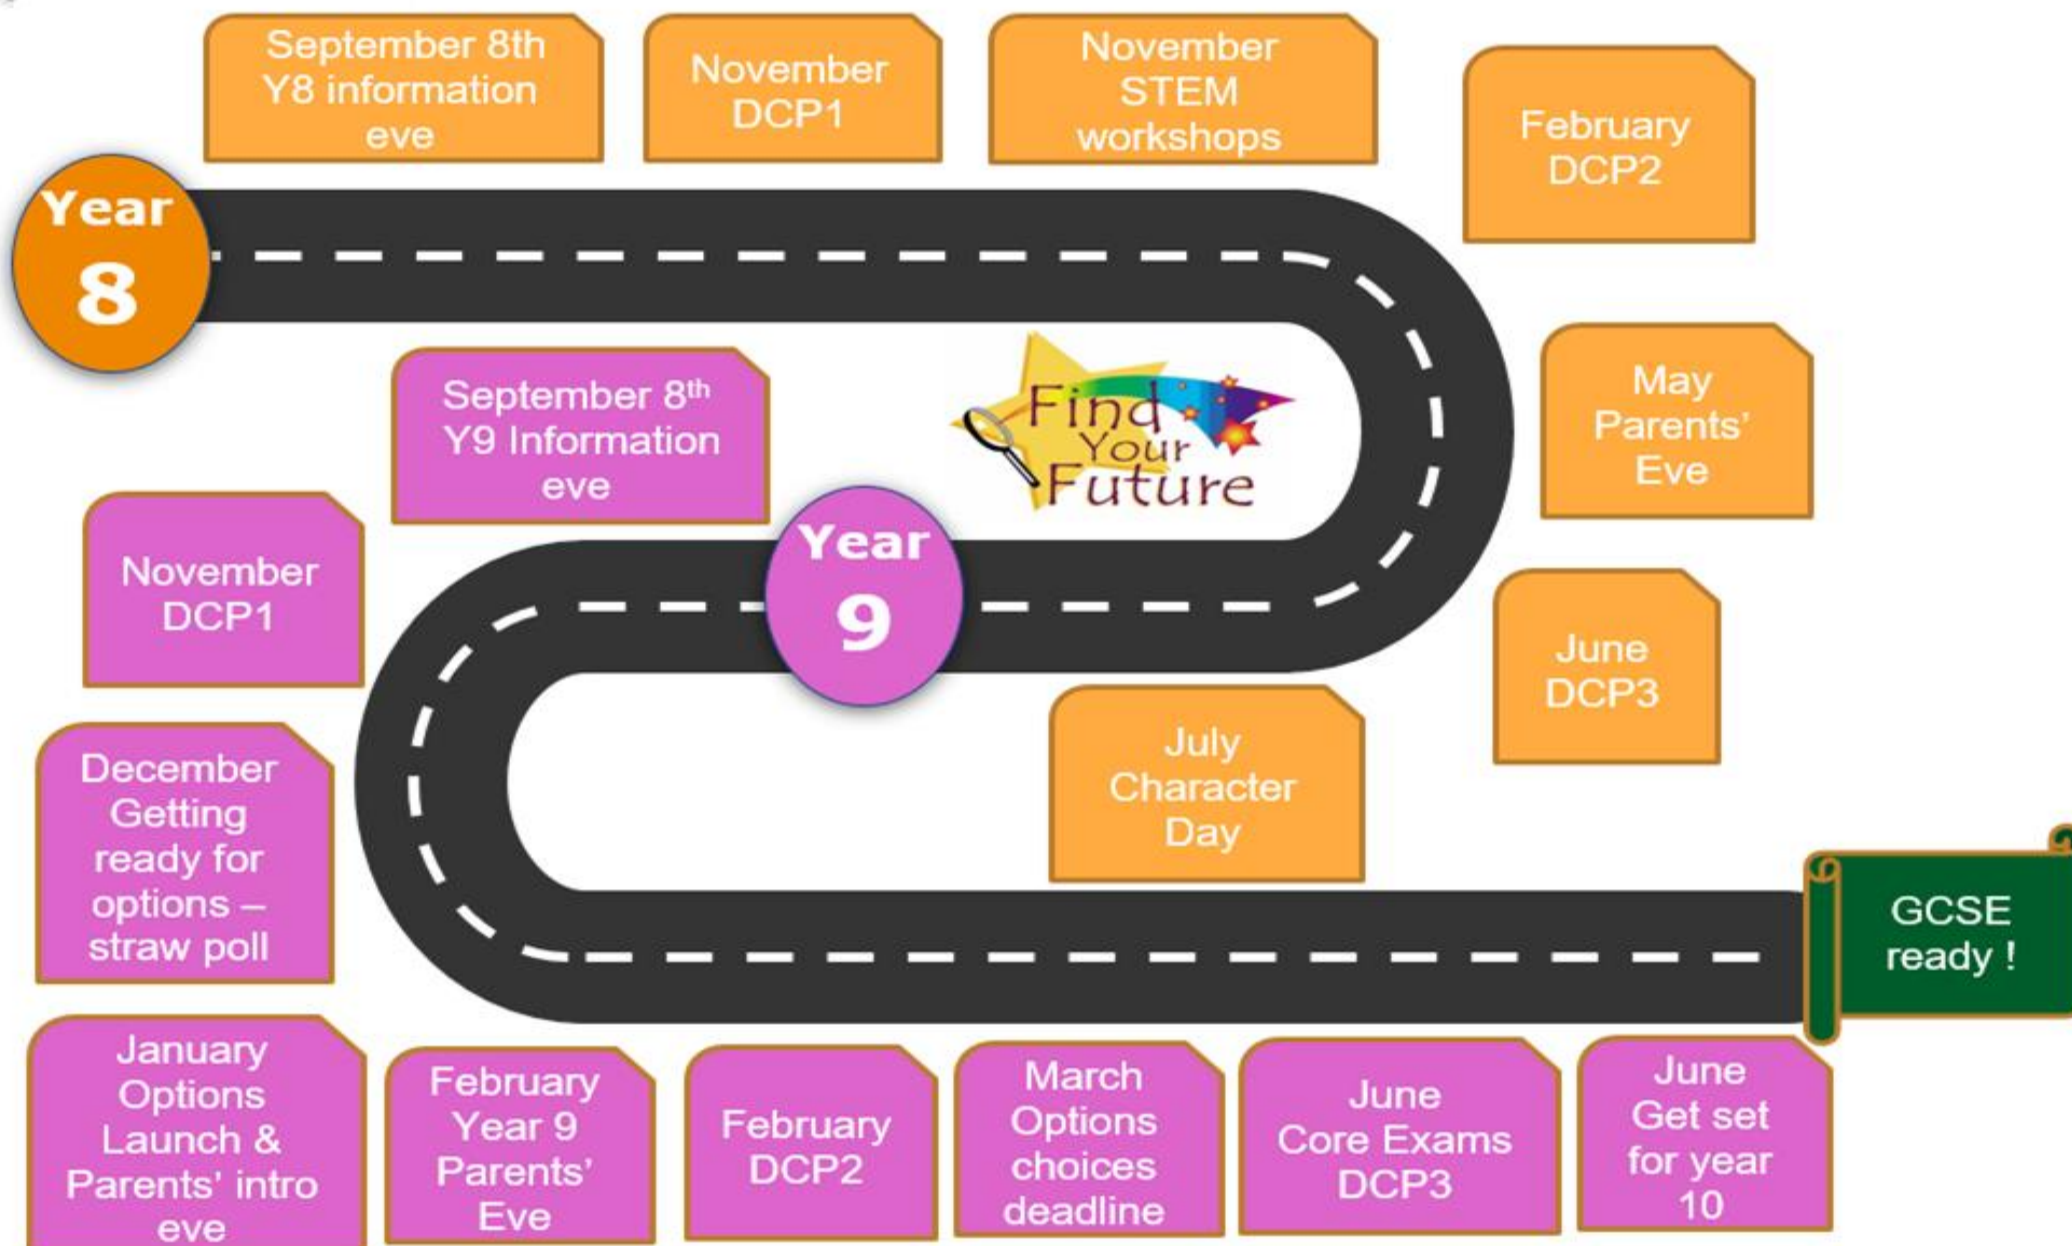 September 8th
Y8 information
eve
November
DCP1
November
STEM
workshops
February
DCP2
Year
8
May
Parents’
Eve
June
DCP3
July
Character
Day
Find
Your
Future
Year
9
September 8th
Y9 Information
eve
November
DCP1
December
Getting
ready for
options –
straw poll
January
Options
Launch &
Parents’ intro
eve
February
Year 9
Parents’
Eve
February
DCP2
March
Options
choices
deadline
June
Core Exams
DCP3
June
Get set
for year
10
GCSE
ready !